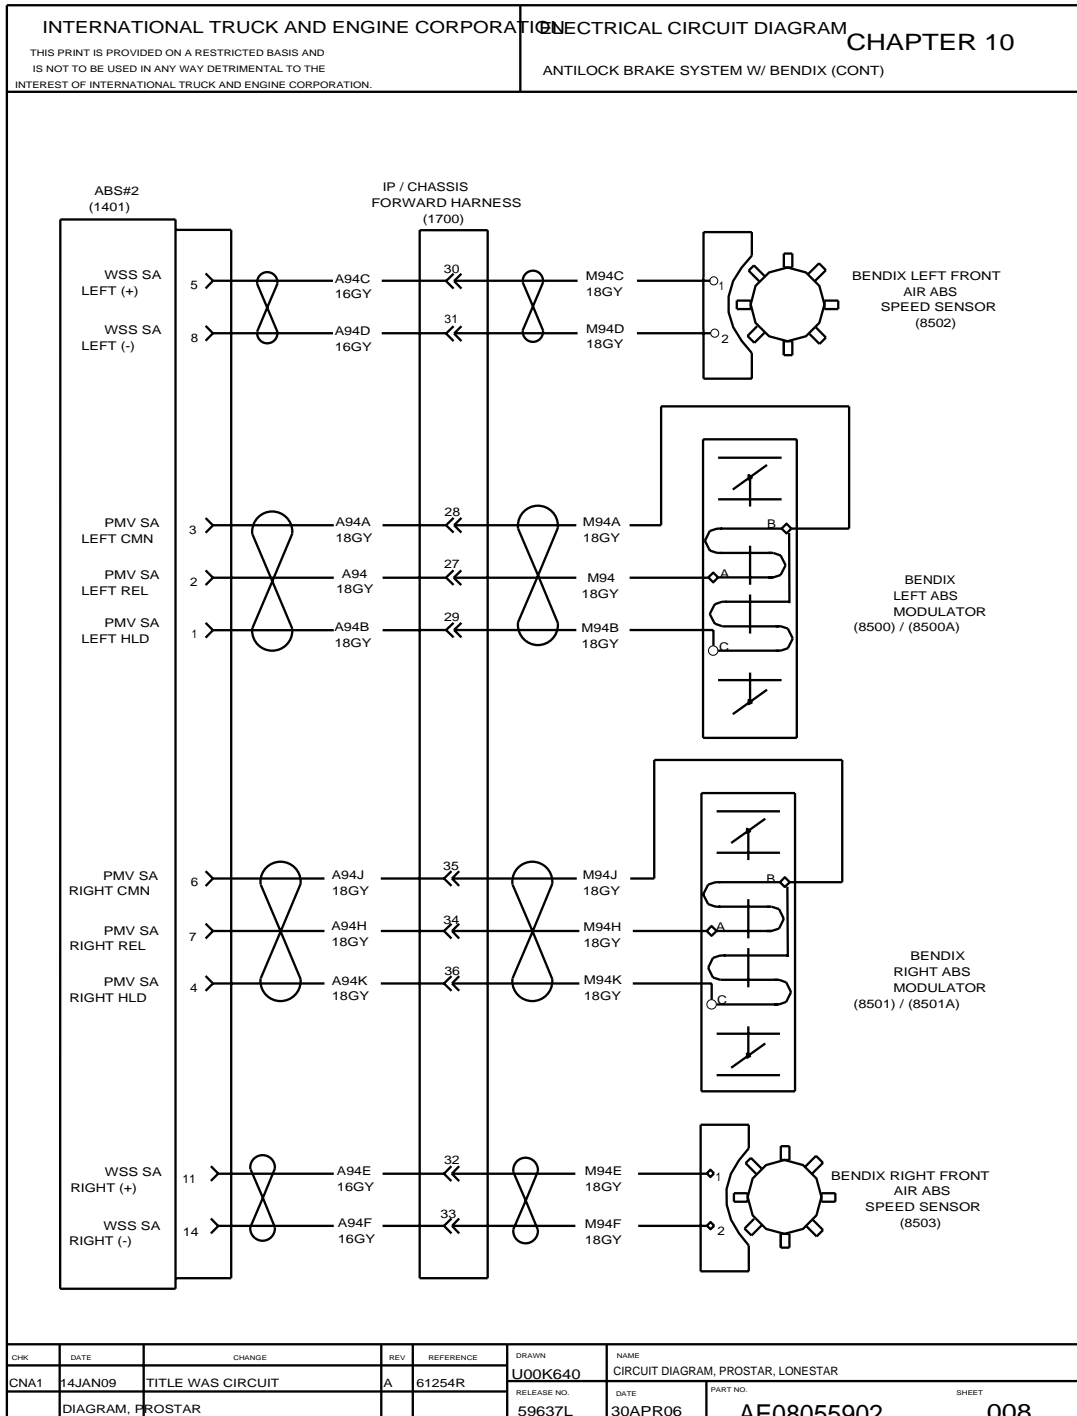 INTERNATIONAL TRUCK AND ENGINE CORPORATION
THIS PRINT IS PROVIDED ON A RESTRICTED BASIS AND
IS NOT TO BE USED IN ANY WAY DETRIMENTAL TO THE
INTEREST OF INTERNATIONAL TRUCK AND ENGINE CORPORATION.
ELECTRICAL CIRCUIT DIAGRAM
CHAPTER 10
ANTILOCK BRAKE SYSTEM W/ BENDIX (CONT)
ABS#2
(1401)
IP / CHASSIS
FORWARD HARNESS
(1700)
WSS SA
LEFT (+)
5
A94C
16GY
30
M94C
18GY
1
BENDIX LEFT FRONT
AIR ABS
SPEED SENSOR
(8502)
WSS SA
LEFT (-)
8
A94D
16GY
31
M94D
18GY
2
PMV SA
LEFT CMN
3
A94A
18GY
28
M94A
18GY
B
PMV SA
LEFT REL
2
A94
18GY
27
M94
18GY
A
BENDIX
LEFT ABS
MODULATOR
(8500) / (8500A)
PMV SA
LEFT HLD
1
A94B
18GY
29
M94B
18GY
C
PMV SA
RIGHT CMN
6
A94J
18GY
35
M94J
18GY
B
PMV SA
RIGHT REL
7
A94H
18GY
34
M94H
18GY
A
BENDIX
RIGHT ABS
MODULATOR
(8501) / (8501A)
PMV SA
RIGHT HLD
4
A94K
18GY
36
M94K
18GY
C
WSS SA
RIGHT (+)
11
A94E
16GY
32
M94E
18GY
1
BENDIX RIGHT FRONT
AIR ABS
SPEED SENSOR
(8503)
WSS SA
RIGHT (-)
14
A94F
16GY
33
M94F
18GY
2
CHK DATE CHANGE REV REFERENCE
CNA1 14JAN09 TITLE WAS CIRCUIT A 61254R
DIAGRAM, PROSTAR
DRAWN
U00K640
NAME
CIRCUIT DIAGRAM, PROSTAR, LONESTAR
RELEASE NO.
59637L
DATE
30APR06
PART NO.
AE08055902
SHEET
008